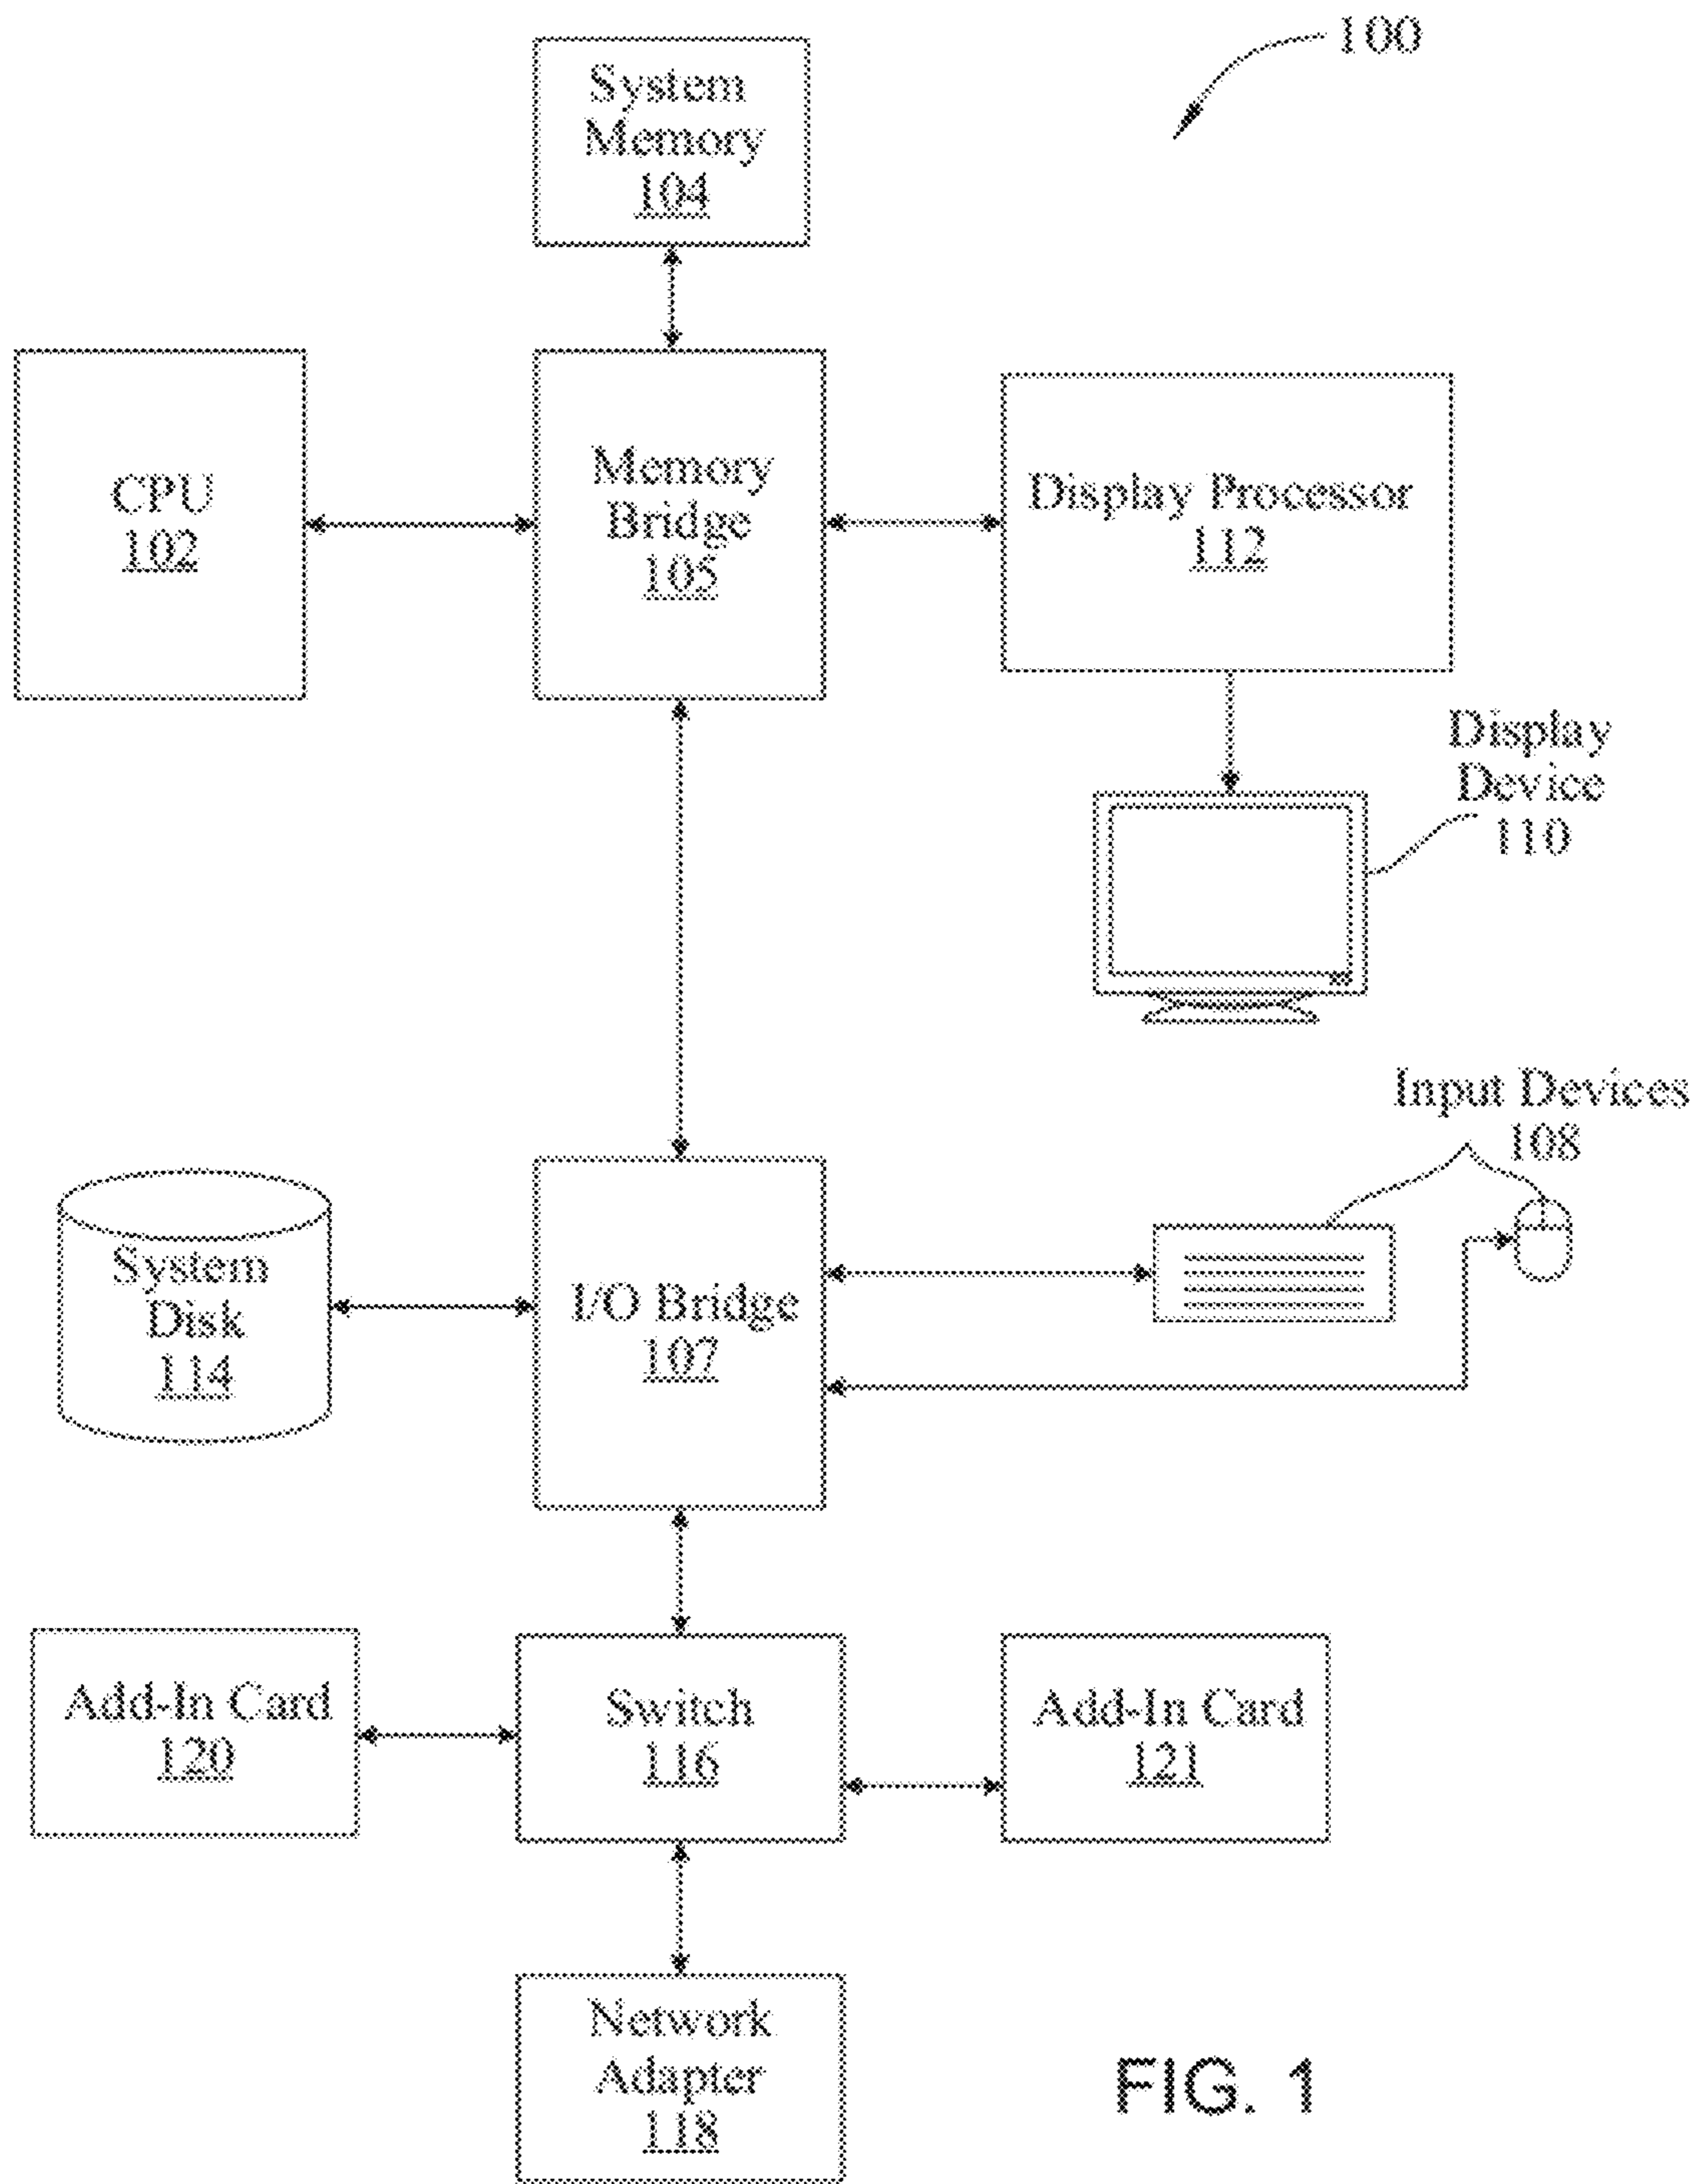 100
System
Memory
104
CPU
102
Memory
Bridge
105
Display Processor
112
Display
Device
110
Input Devices
108
System
Disk
114
I/O Bridge
107
Add-In Card
120
Switch
116
Add-In Card
121
Network
Adapter
118
FIG. 1